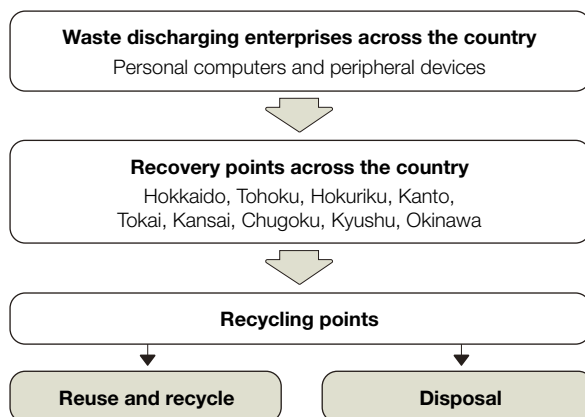 Waste discharging enterprises across the country
Personal computers and peripheral devices
Recovery points across the country
Hokkaido, Tohoku, Hokuriku, Kanto,
Tokai, Kansai, Chugoku, Kyushu, Okinawa
Recycling points
Reuse and recycle
Disposal